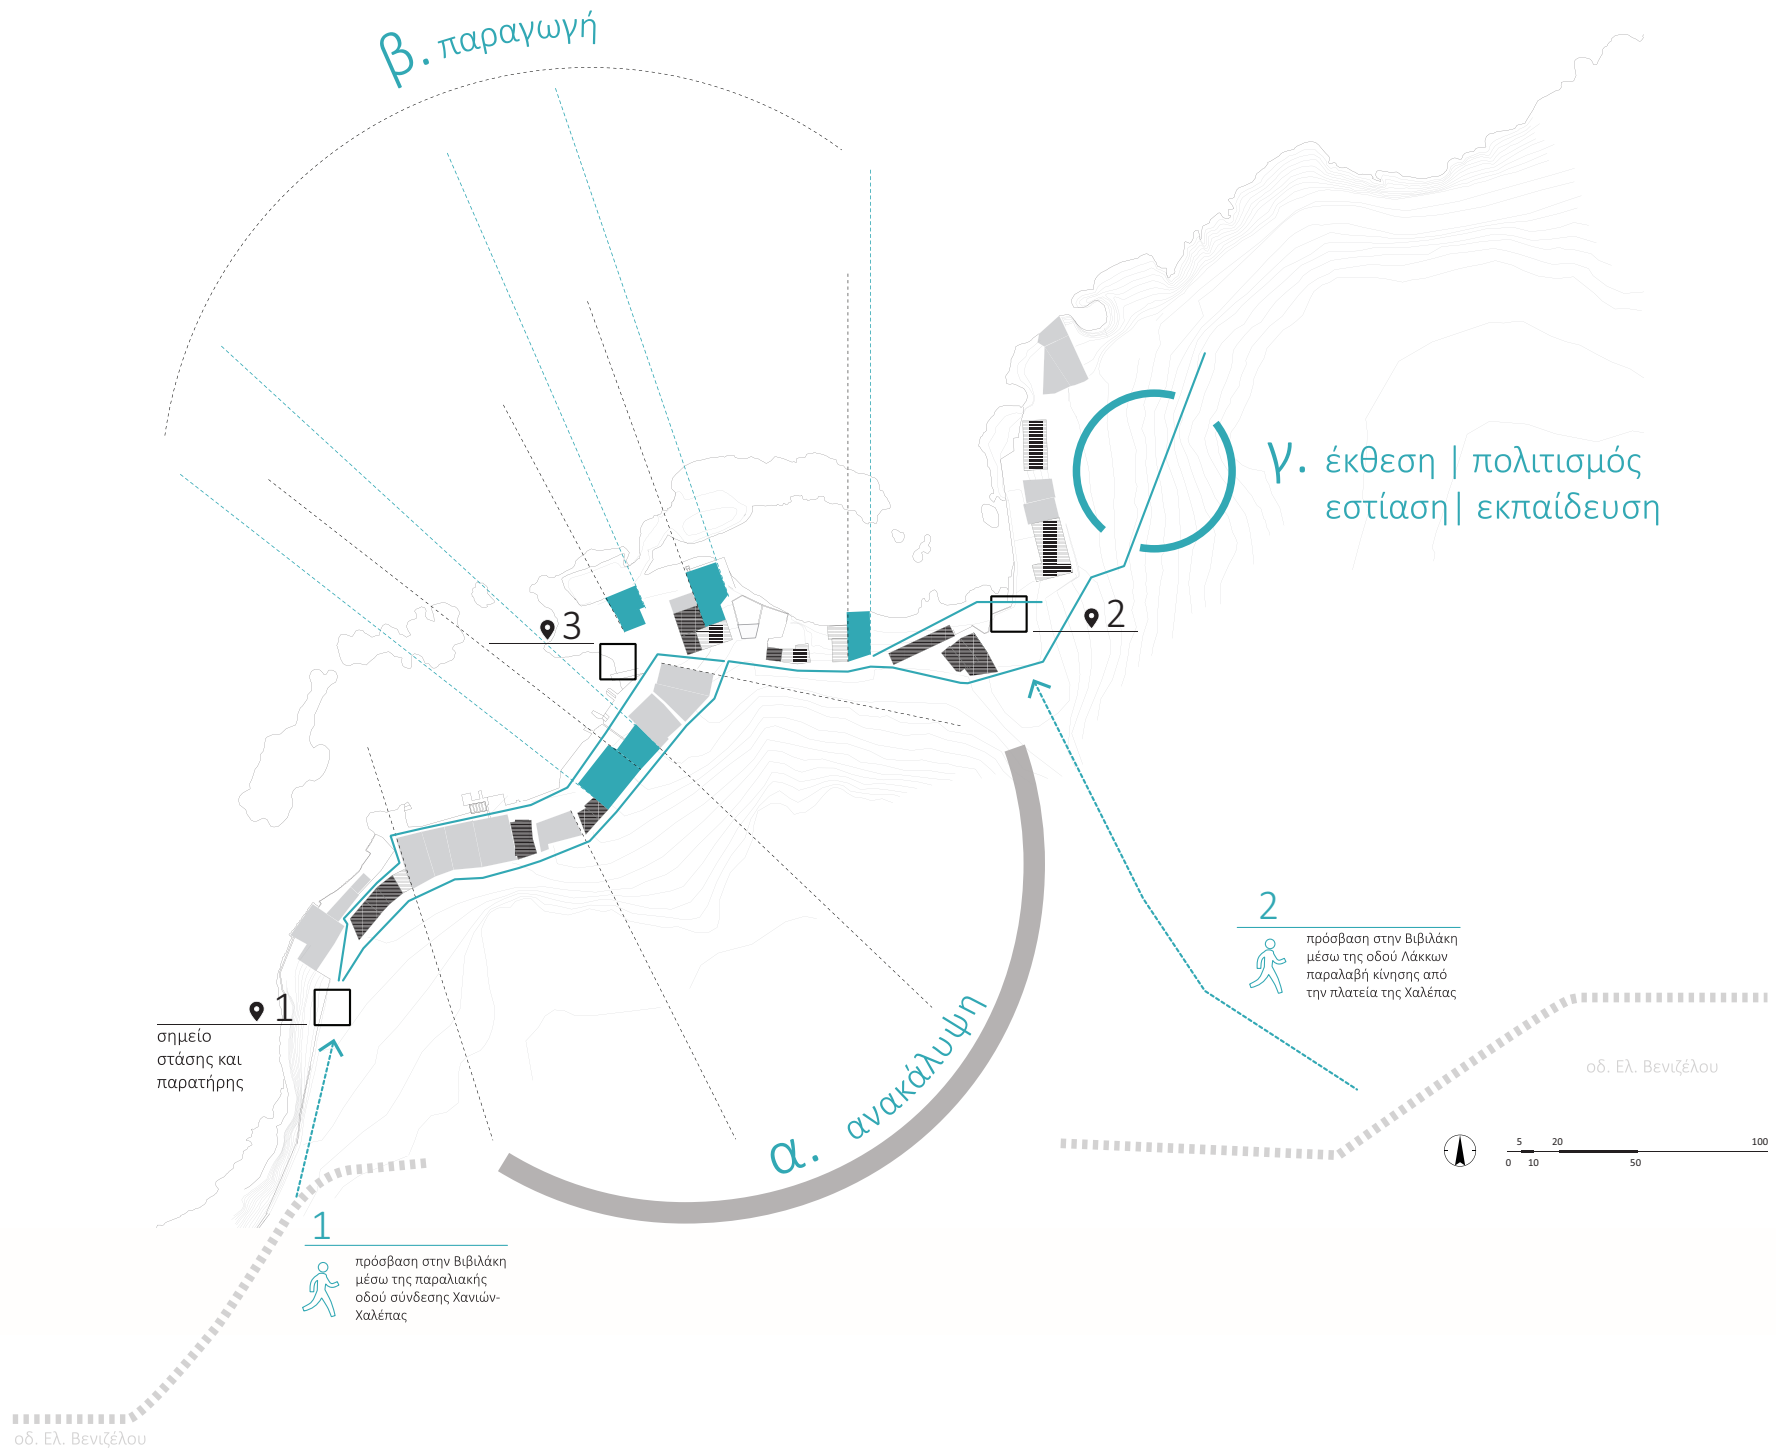 β. παραγωγή
γ. έκθεση | πολιτισμός
εστίαση| εκπαίδευση
3
2
1
σημείο
στάσης και
παρατήρης
α. ανακάλυψη
2
πρόσβαση στην Βιβιλάκη
μέσω της οδού Λάκκων
παραλαβή κίνησης από
την πλατεία της Χαλέπας
οδ. Ελ. Βενιζέλου
5 20 100
0 10 50
1
πρόσβαση στην Βιβιλάκη
μέσω της παραλιακής
οδού σύνδεσης Χανιών-
Χαλέπας
οδ. Ελ. Βενιζέλου